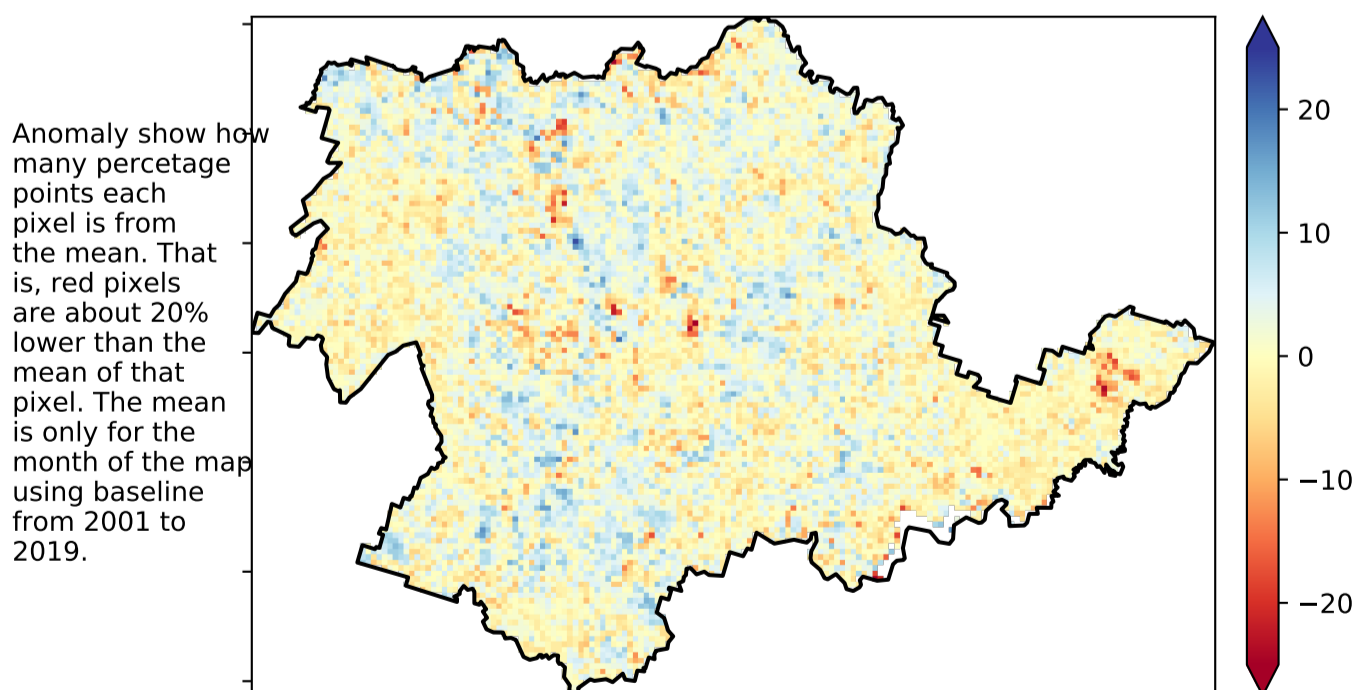 Anomaly show how
many percetage
points each
pixel is from
the mean. That
is, red pixels
are about 20%
lower than the
mean of that
pixel. The mean
is only for the
month of the map
using baseline
from 2001 to
2019.
20
10
0
−10
−20